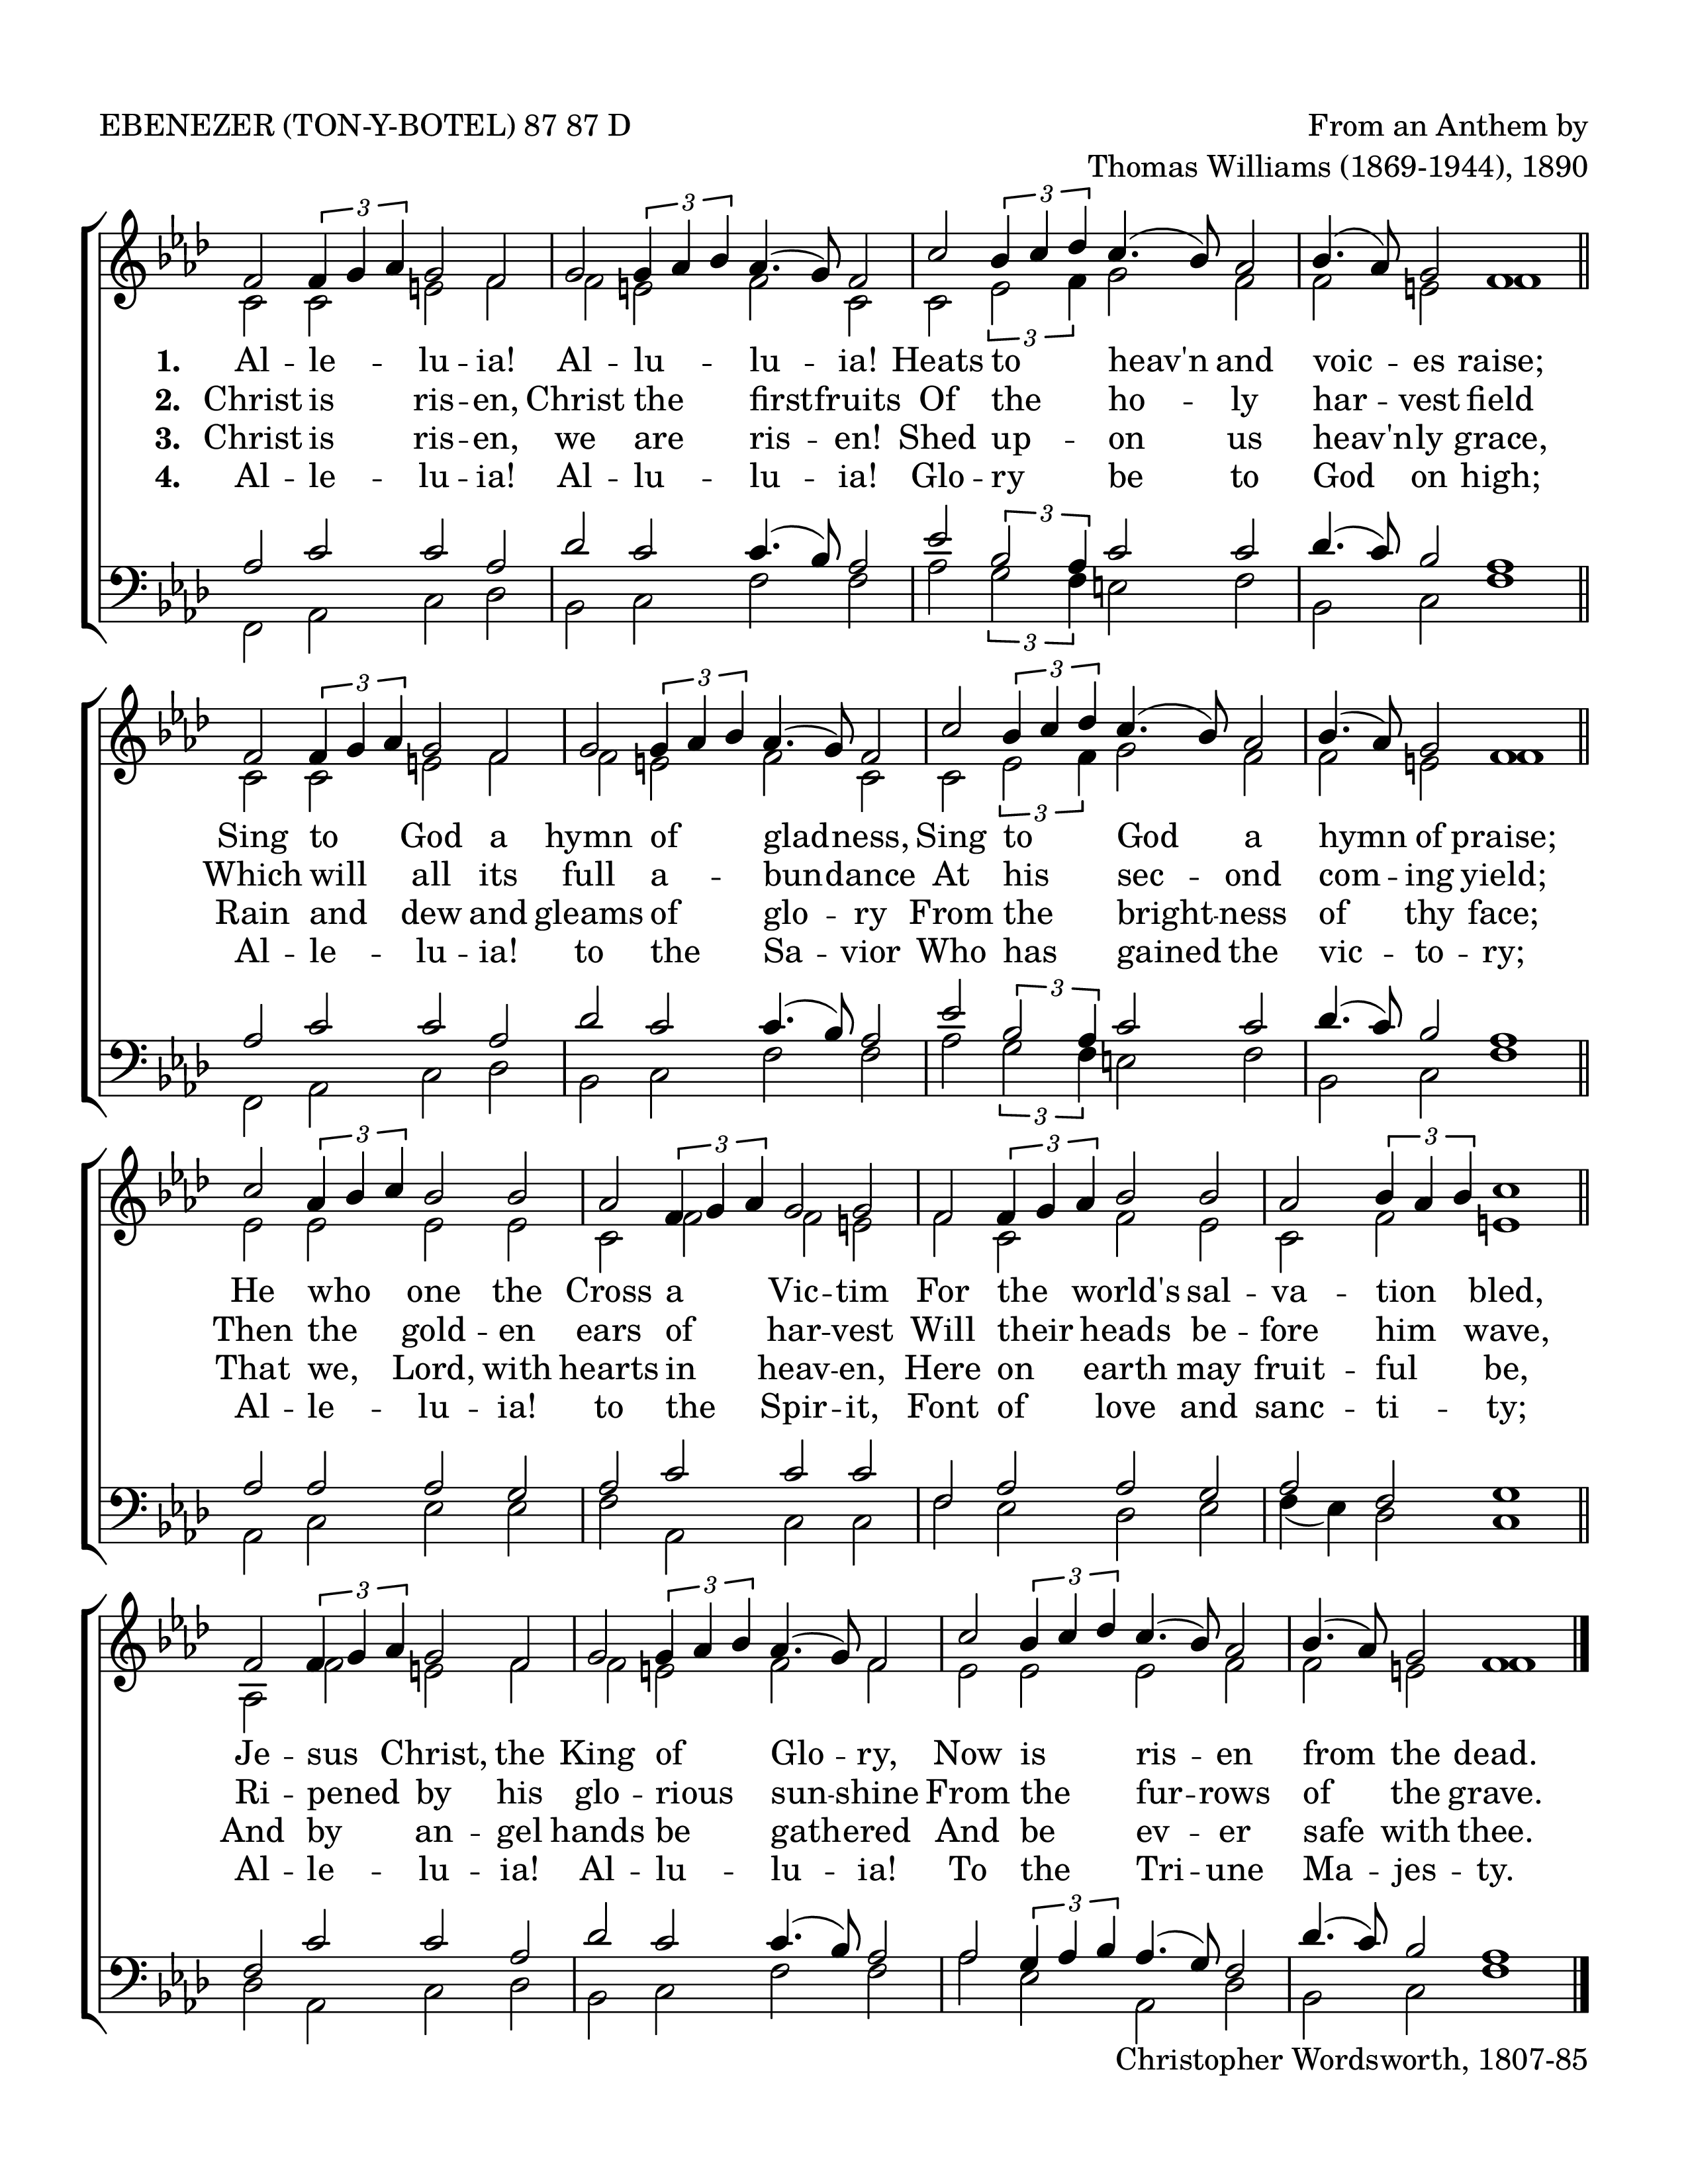 EBENEZER (TON-Y-BOTEL) 87 87 D
From an Anthem by
Thomas Williams (1869-1944), 1890
3 3 3
3
1. Al -- le -- lu -- ia! Al -- lu -- lu -- ia! Heats to heav'n and voic -- es raise;
2. Christ is ris -- en, Christ the first fruits Of the ho -- ly har -- vest field
3. Christ is ris -- en, we are ris -- en! Shed up -- on us heav'n ly grace,
4. Al -- le -- lu -- ia! Al -- lu -- lu -- ia! Glo -- ry be to God on high;
3
3
3 3 3
3
Sing to God a hymn of glad ness, Sing to God a hymn of praise;
Which will all its full a -- bun dance At his sec -- ond com -- ing yield;
Rain and dew and gleams of glo -- ry From the bright -- ness of thy face;
Al -- le -- lu -- ia! to the Sa -- vior Who has gained the vic -- to -- ry;
3
3
3 3 3 3
He who one the Cross a Vic -- tim For the world's sal -- va -- tion bled,
Then the gold -- en ears of har -- vest Will their heads be -- fore him wave,
That we, Lord, with hearts in heav -- en, Here on earth may fruit -- ful be,
Al -- le -- lu -- ia! to the Spir -- it, Font of love and sanc -- ti -- ty;
3 3 3
Je -- sus Christ, the King of Glo -- ry, Now is ris -- en from the dead.
Ri -- pened by his glo -- rious sun -- shine From the fur -- rows of the grave.
And by an -- gel hands be gath ered And be ev -- er safe with thee.
Al -- le -- lu -- ia! Al -- lu -- lu -- ia! To the Tri -- une Ma -- jes -- ty.
3
Christopher Wordsworth, 1807-85